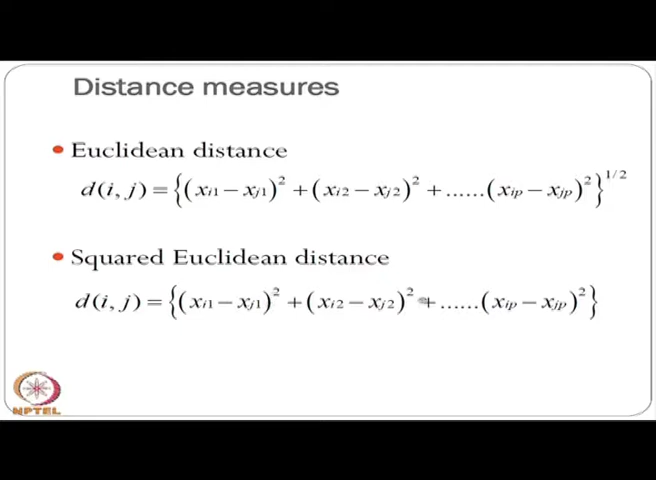 Distance measures
• Euclidean distance
d(i, j) = {(xi1 − xj1)² + (xi2 − xj2)² + ......(xip − xjp)²}^1/2
• Squared Euclidean distance
d(i, j) = {(xi1 − xj1)² + (xi2 − xj2)² + ......(xip − xjp)²}
NPTEL